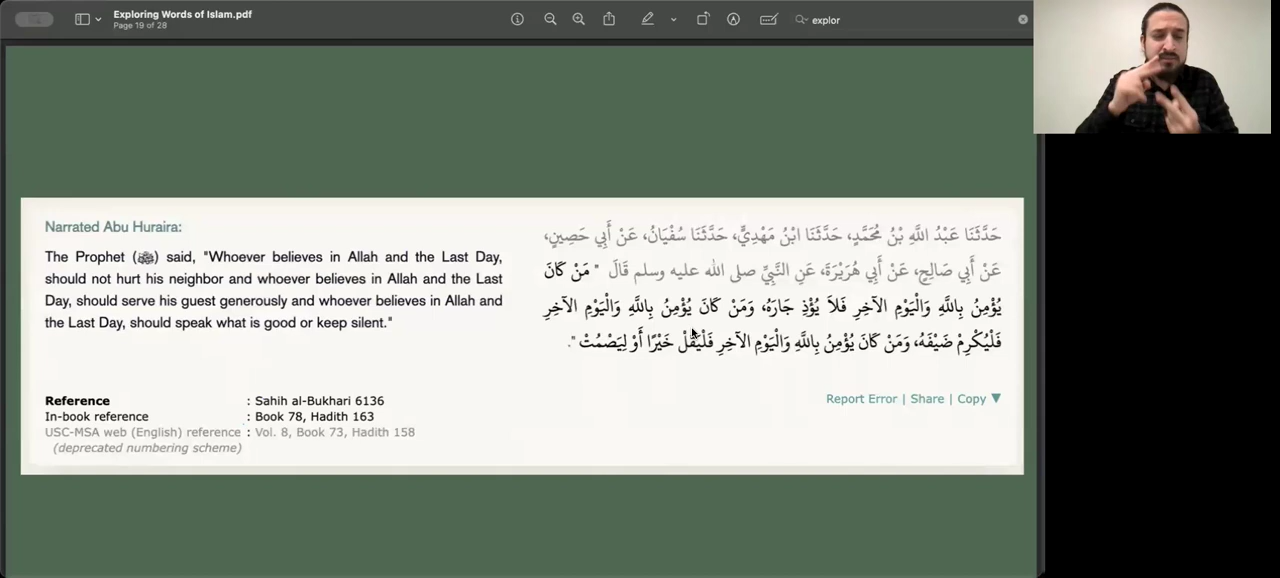 Exploring Words of Islam.pdf
Page 19 of 28
explor
Narrated Abu Huraira:
The Prophet (ﷺ) said, "Whoever believes in Allah and the Last Day,
should not hurt his neighbor and whoever believes in Allah and the Last
Day, should serve his guest generously and whoever believes in Allah and
the Last Day, should speak what is good or keep silent."
حَدَّثَنَا عَبْدُ اللَّهِ بْنُ مُحَمَّدٍ، حَدَّثَنَا ابْنُ مَهْدِيٍّ، حَدَّثَنَا سُفْيَانُ، عَنْ أَبِي حَصِينٍ،
عَنْ أَبِي صَالِحٍ، عَنْ أَبِي هُرَيْرَةَ، عَنِ النَّبِيِّ صلى الله عليه وسلم قَالَ " مَنْ كَانَ
يُؤْمِنُ بِاللَّهِ وَالْيَوْمِ الآخِرِ فَلاَ يُؤْذِ جَارَهُ، وَمَنْ كَانَ يُؤْمِنُ بِاللَّهِ وَالْيَوْمِ الآخِرِ
فَلْيُكْرِمْ ضَيْفَهُ، وَمَنْ كَانَ يُؤْمِنُ بِاللَّهِ وَالْيَوْمِ الآخِرِ فَلْيَقُلْ خَيْرًا أَوْ لِيَصْمُتْ ".
Reference : Sahih al-Bukhari 6136
In-book reference : Book 78, Hadith 163
USC-MSA web (English) reference : Vol. 8, Book 73, Hadith 158
(deprecated numbering scheme)
Report Error | Share | Copy ▼